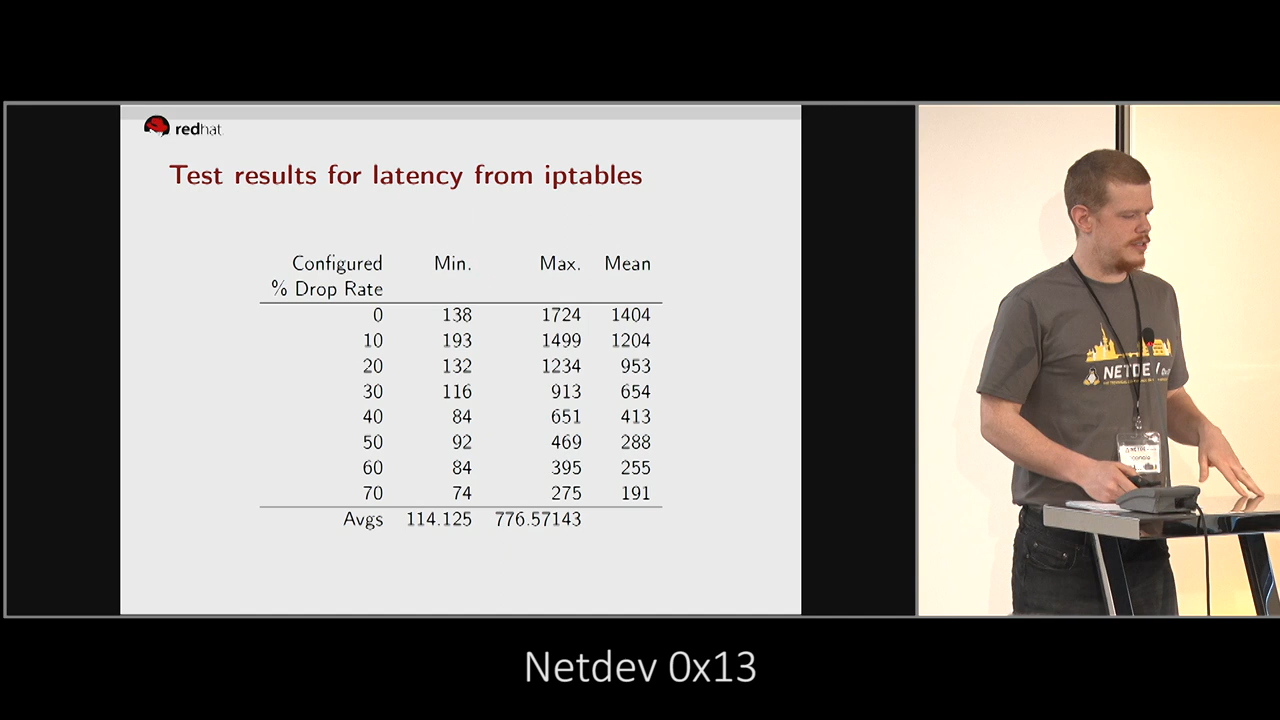 redhat.
Test results for latency from iptables
Configured Min. Max. Mean
% Drop Rate
0 138 1724 1404
10 193 1499 1204
20 132 1234 953
30 116 913 654
40 84 651 413
50 92 469 288
60 84 395 255
70 74 275 191
Avgs 114.125 776.57143
NETDE
Netdev 0x13